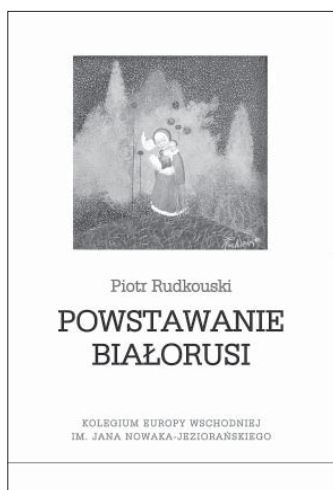 Piotr Rudkouski
POWSTAWANIE
BIAŁORUSI
KOLEGIUM EUROPY WSCHODNIEJ
IM. JANA NOWAKA-JEZIORAŃSKIEGO